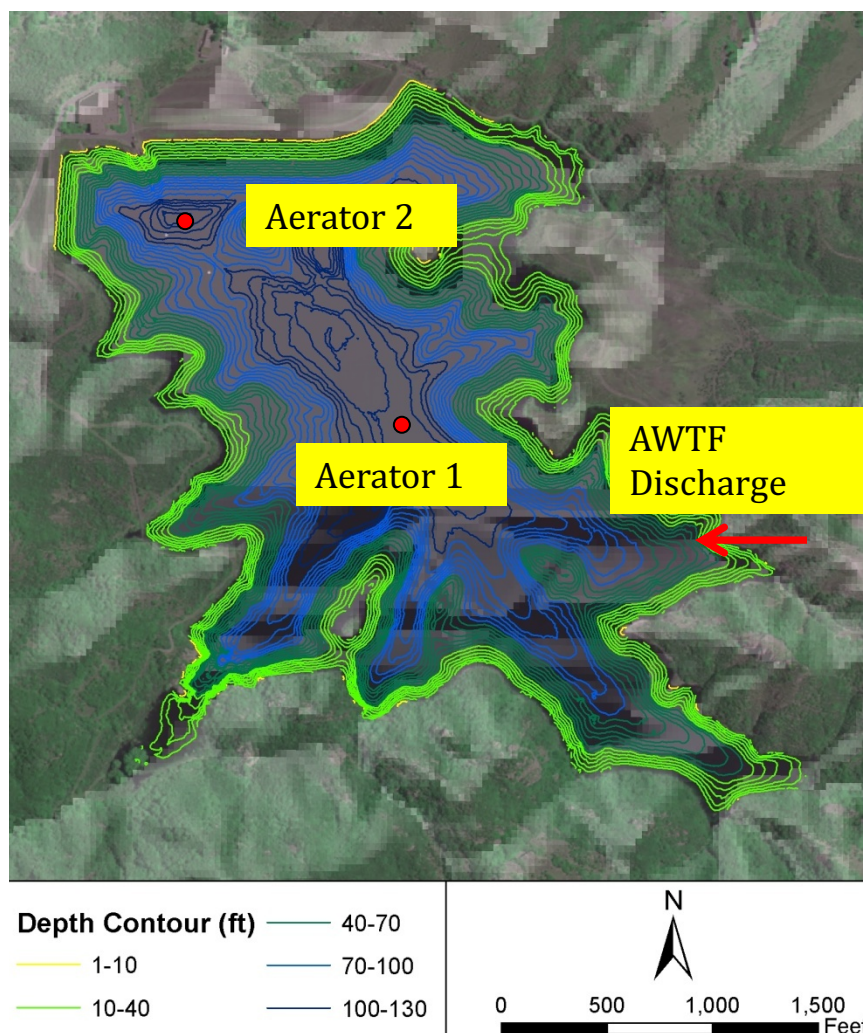 Aerator 2
AWTF
Discharge
Aerator 1
Depth Contour (ft)
1-10
10-40
40-70
70-100
100-130
N
0 500 1,000 1,500
Feet